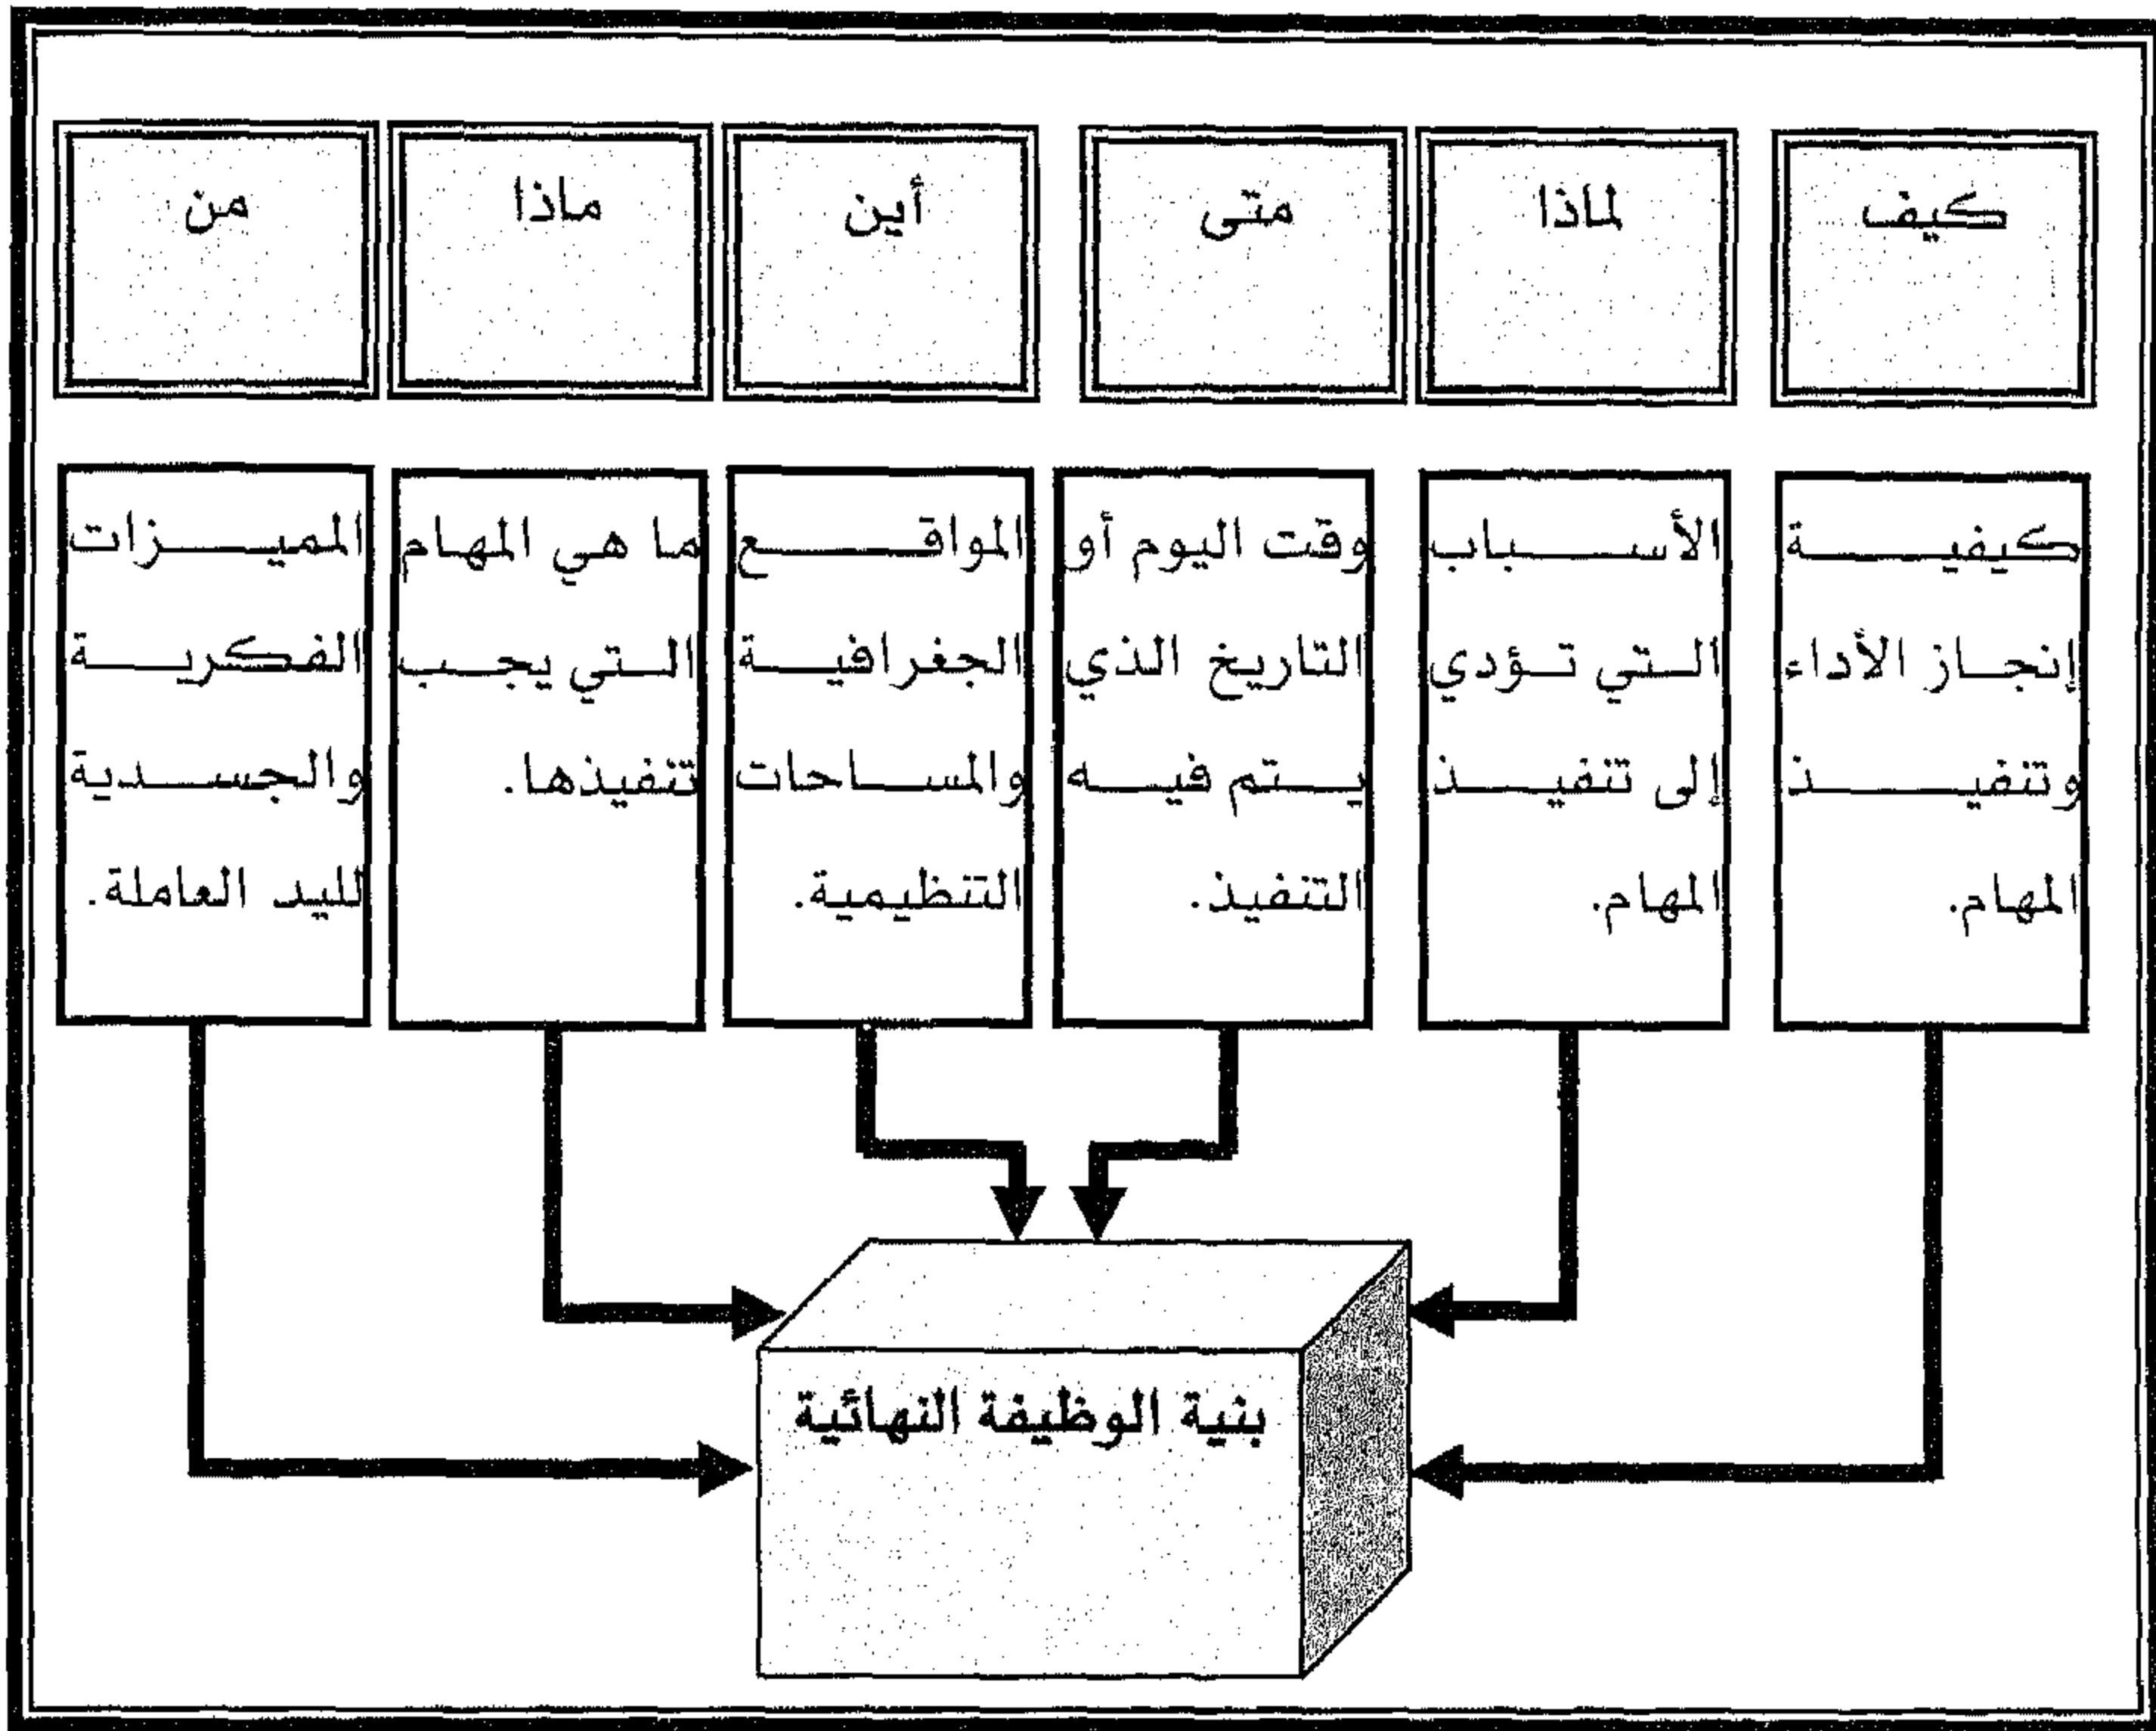 كيف
لماذا
متى
أين
ماذا
من
كيفية
إنجاز الأداء
وتنفيذ
المهام.
الأسباب
التي تؤدي
إلى تنفيذ
المهام.
وقت اليوم أو
التاريخ الذي
يتم فيه
التنفيذ.
المواقع
الجغرافية
والمساحات
التنظيمية.
ما هي المهام
التي يجب
تنفيذها.
المميزات
الفكرية
والجسدية
لليد العاملة.
بنية الوظيفة النهائية